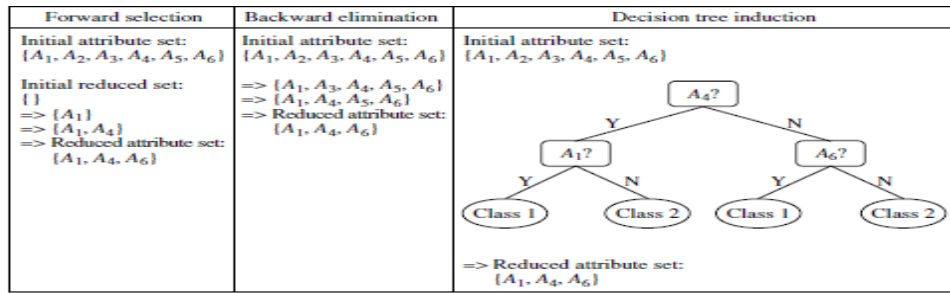 Forward selection
Initial attribute set:
{A1, A2, A3, A4, A5, A6}
Initial reduced set:
{ }
=> {A1}
=> {A1, A4}
=> Reduced attribute set:
{A1, A4, A6}
Backward elimination
Initial attribute set:
{A1, A2, A3, A4, A5, A6}
=> {A1, A3, A4, A5, A6}
=> {A1, A4, A5, A6}
=> Reduced attribute set:
{A1, A4, A6}
Decision tree induction
Initial attribute set:
{A1, A2, A3, A4, A5, A6}
A4?
Y N
A1? A6?
Y N Y N
Class 1 Class 2 Class 1 Class 2
=> Reduced attribute set:
{A1, A4, A6}